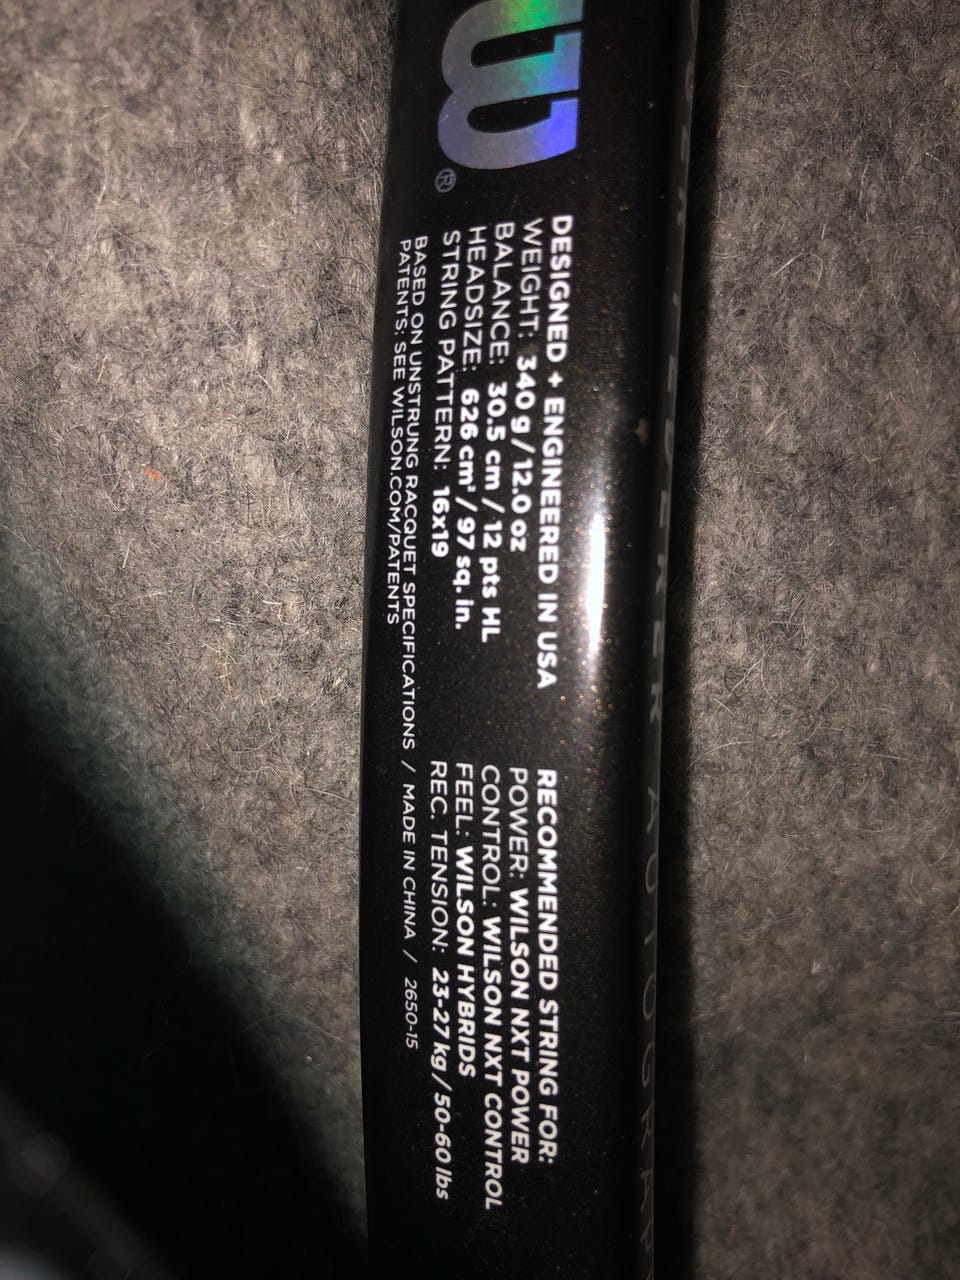 W®
DESIGNED + ENGINEERED IN USA
WEIGHT: 340 g / 12.0 oz
BALANCE: 30.5 cm / 12 pts HL
HEADSIZE: 626 cm² / 97 sq. in.
STRING PATTERN: 16x19
BASED ON UNSTRUNG RACQUET SPECIFICATIONS / MADE IN CHINA / 2650-15
PATENTS: SEE WILSON.COM/PATENTS
RECOMMENDED STRING FOR:
POWER: WILSON NXT POWER
CONTROL: WILSON NXT CONTROL
FEEL: WILSON HYBRIDS
REC. TENSION: 23-27 kg / 50-60 lbs